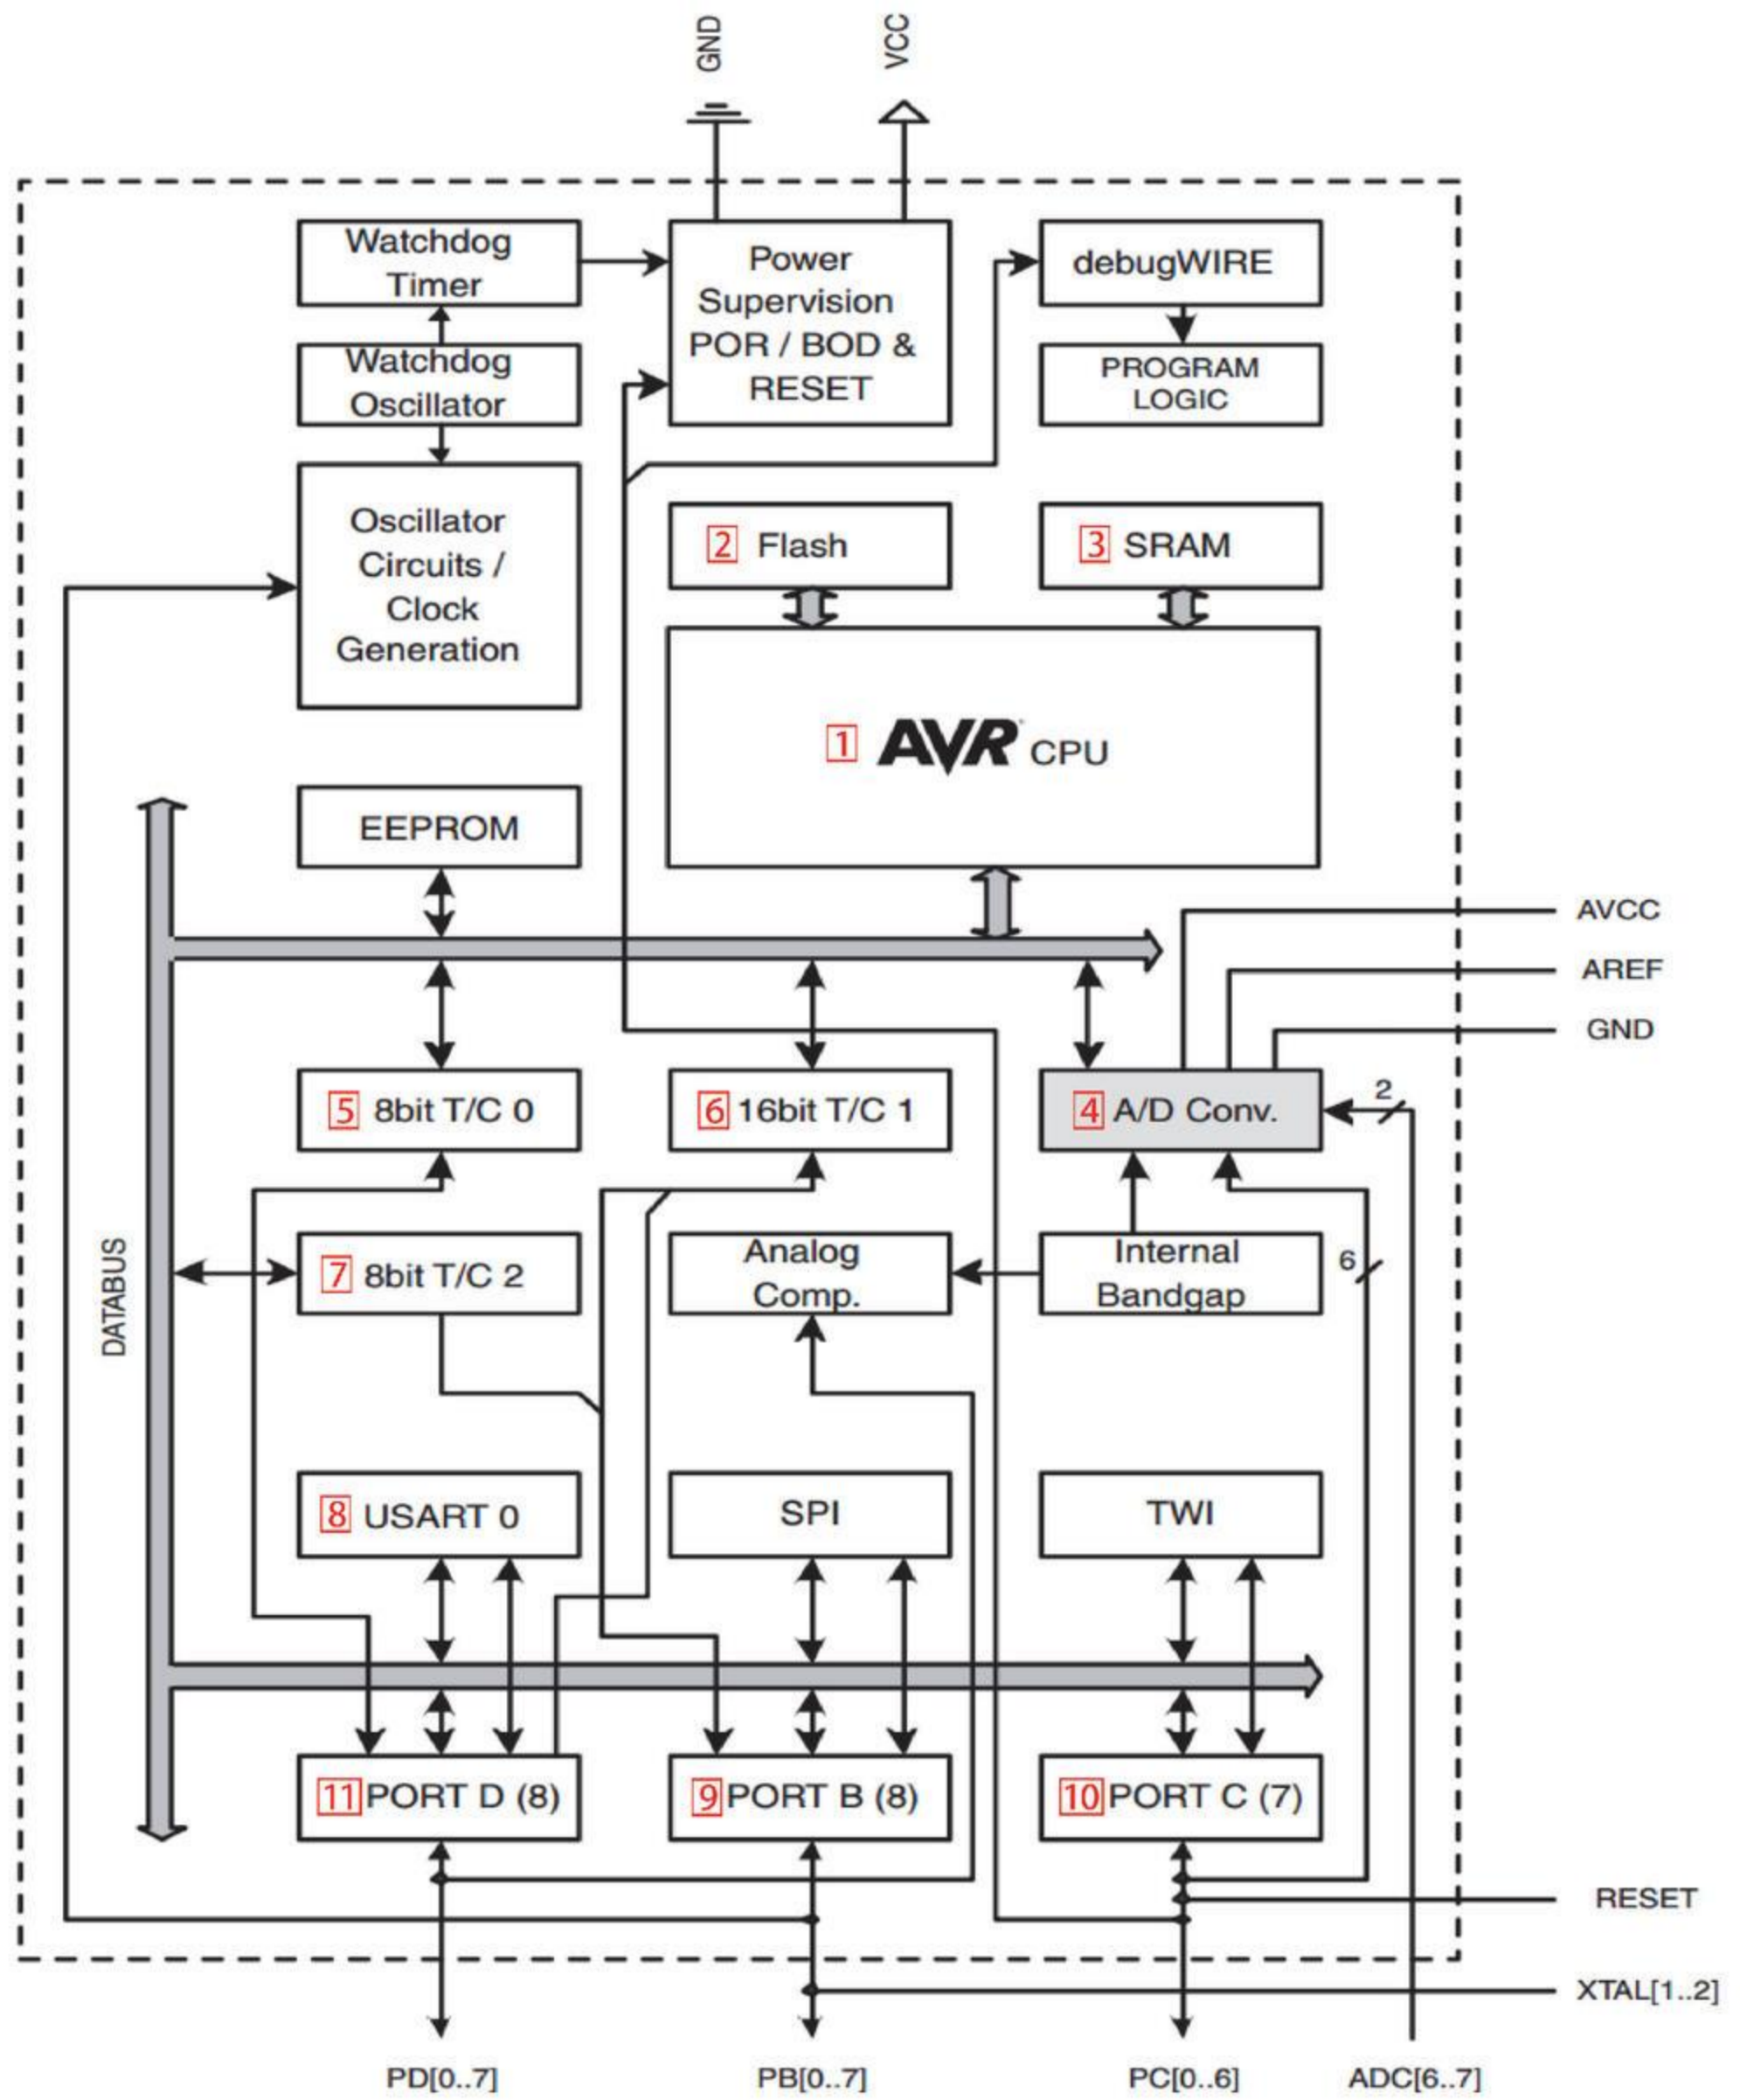 GND
VCC
Watchdog
Timer
Power
Supervision
POR / BOD &
RESET
debugWIRE
Watchdog
Oscillator
PROGRAM
LOGIC
Oscillator
Circuits /
Clock
Generation
2 Flash
3 SRAM
1 AVR CPU
EEPROM
AVCC
AREF
GND
5 8bit T/C 0
6 16bit T/C 1
4 A/D Conv.
2
DATABUS
7 8bit T/C 2
Analog
Comp.
Internal
Bandgap
6
8 USART 0
SPI
TWI
11 PORT D (8)
9 PORT B (8)
10 PORT C (7)
RESET
XTAL[1..2]
PD[0..7]
PB[0..7]
PC[0..6]
ADC[6..7]